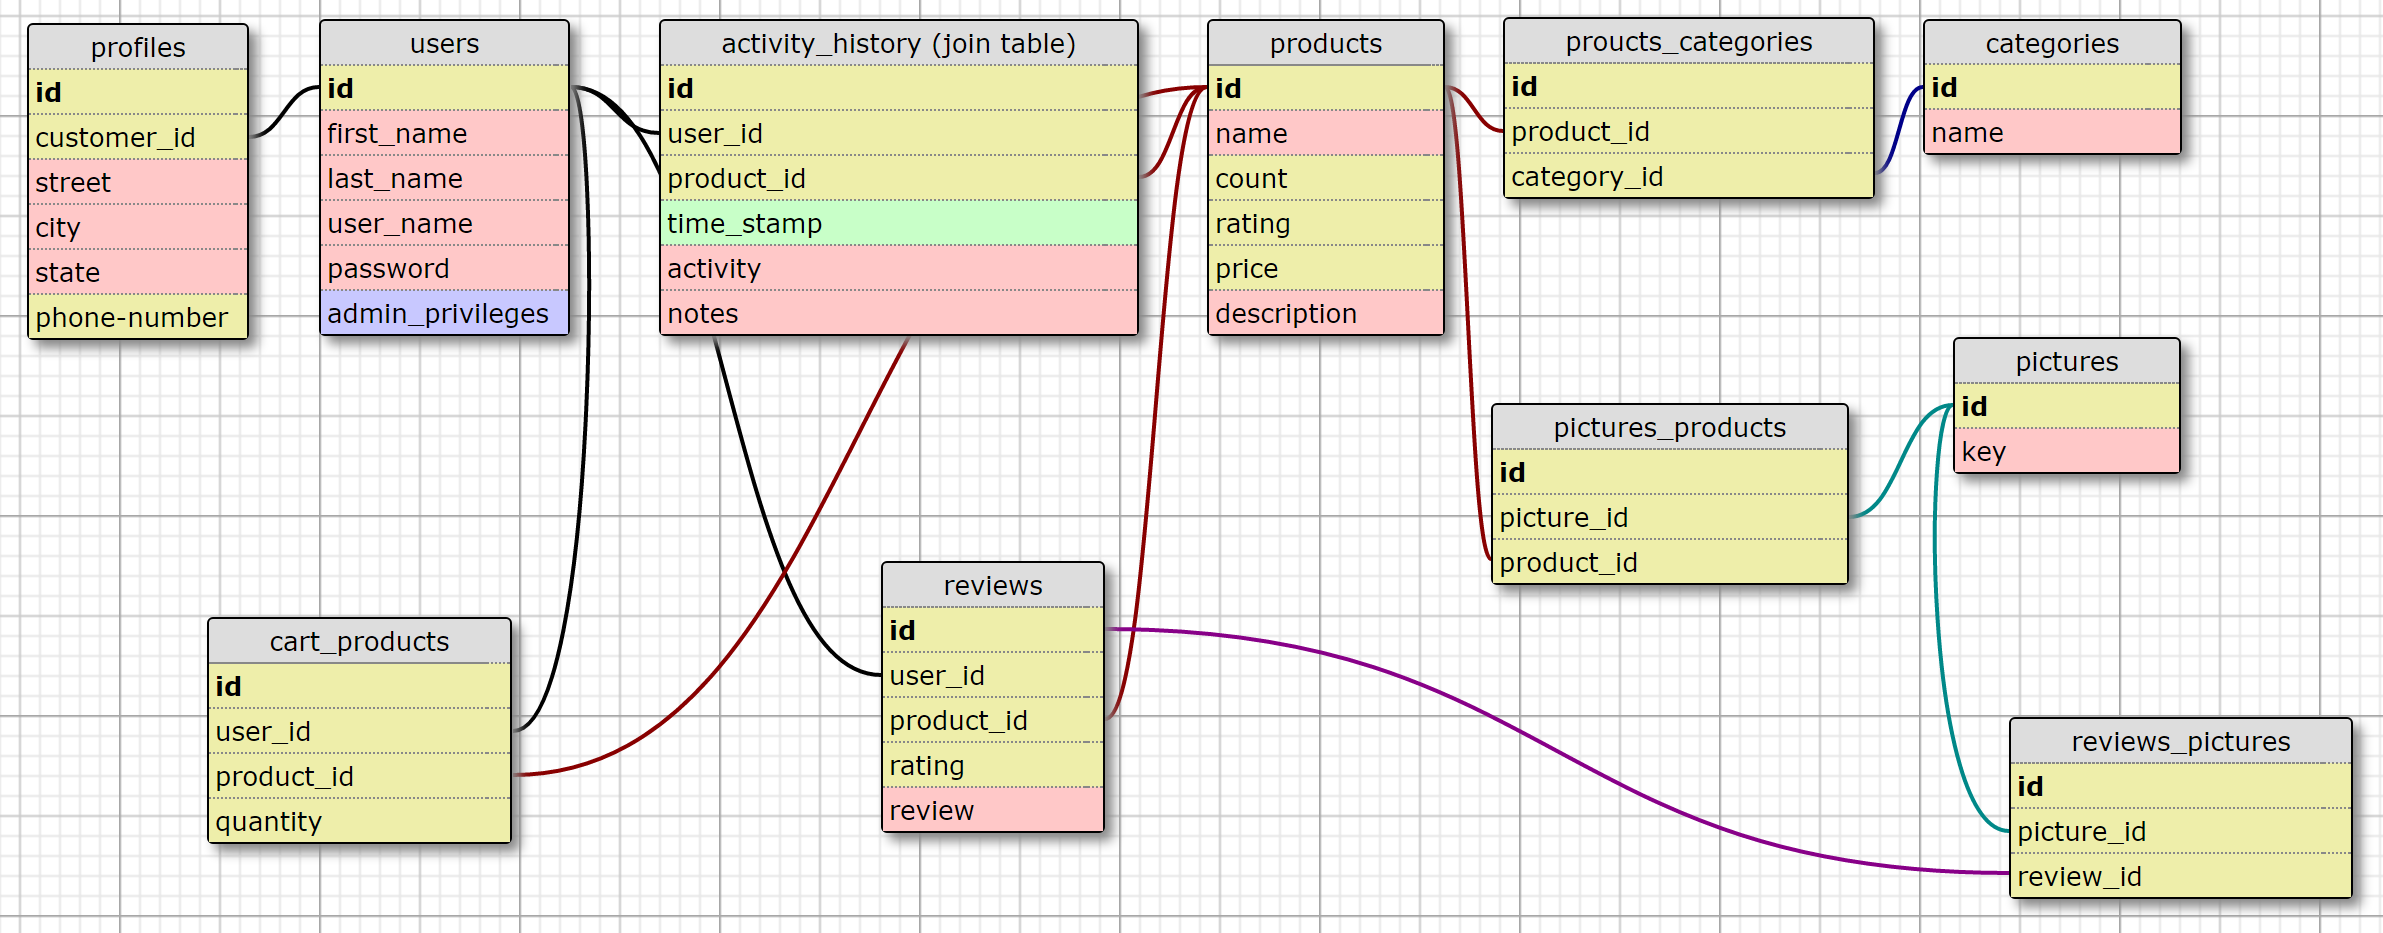 profiles
id
customer_id
street
city
state
phone-number
users
id
first_name
last_name
user_name
password
admin_privileges
activity_history (join table)
id
user_id
product_id
time_stamp
activity
notes
products
id
name
count
rating
price
description
proucts_categories
id
product_id
category_id
categories
id
name
pictures
id
key
pictures_products
id
picture_id
product_id
reviews
id
user_id
product_id
rating
review
cart_products
id
user_id
product_id
quantity
reviews_pictures
id
picture_id
review_id